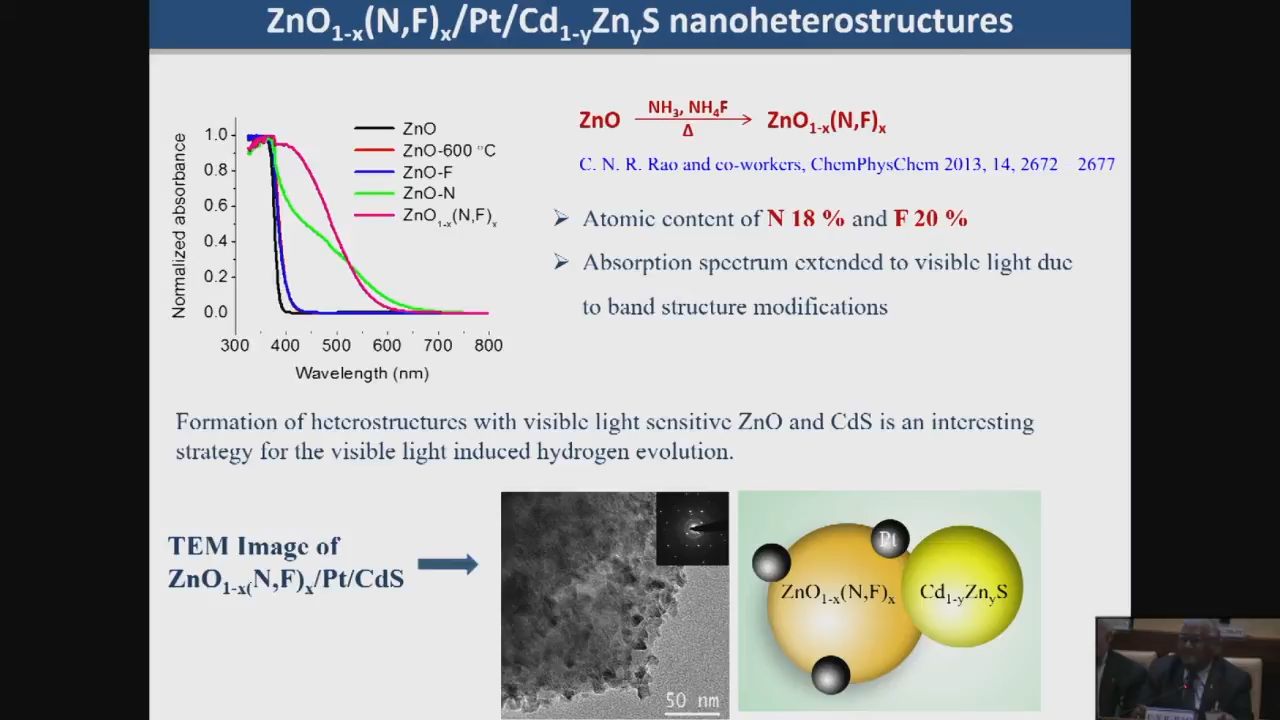 ZnO1-x(N,F)x/Pt/Cd1-yZnyS nanoheterostructures
Normalized absorbance
1.0
0.8
0.6
0.4
0.2
0.0
300 400 500 600 700 800
Wavelength (nm)
ZnO
ZnO-600 °C
ZnO-F
ZnO-N
ZnO1-x(N,F)x
NH3, NH4F
ZnO ZnO1-x(N,F)x
Δ
C. N. R. Rao and co-workers, ChemPhysChem 2013, 14, 2672 2677
➢ Atomic content of N 18 % and F 20 %
➢ Absorption spectrum extended to visible light due
to band structure modifications
Formation of heterostructures with visible light sensitive ZnO and CdS is an interesting
strategy for the visible light induced hydrogen evolution.
TEM Image of
ZnO1-x(N,F)x/Pt/CdS
50 nm
Pt
ZnO1-x(N,F)x
Cd1-yZnyS